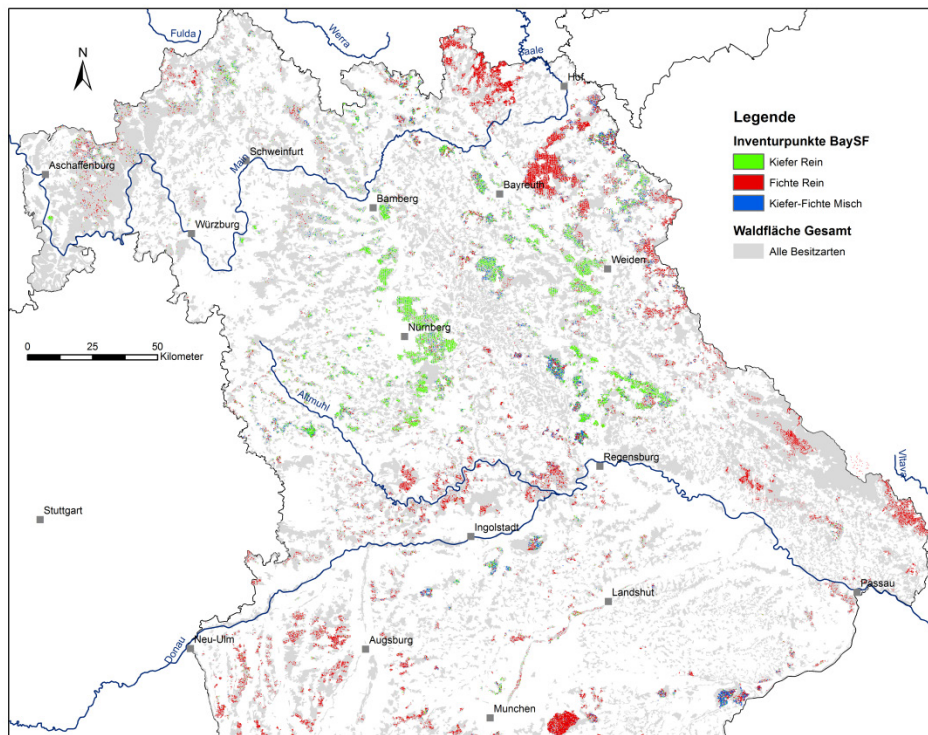 Fulda
Werra
Saale
N
Hof
Legende
Inventurpunkte BaySF
Kiefer Rein
Fichte Rein
Kiefer-Fichte Misch
Waldfläche Gesamt
Alle Besitzarten
Aschaffenburg
Main
Schweinfurt
Bayreuth
Bamberg
Würzburg
Weiden
Nürnberg
0 25 50
Kilometer
Altmuhl
Regensburg
Vltava
Stuttgart
Ingolstadt
Landshut
Passau
Donau
Neu-Ulm
Augsburg
Munchen